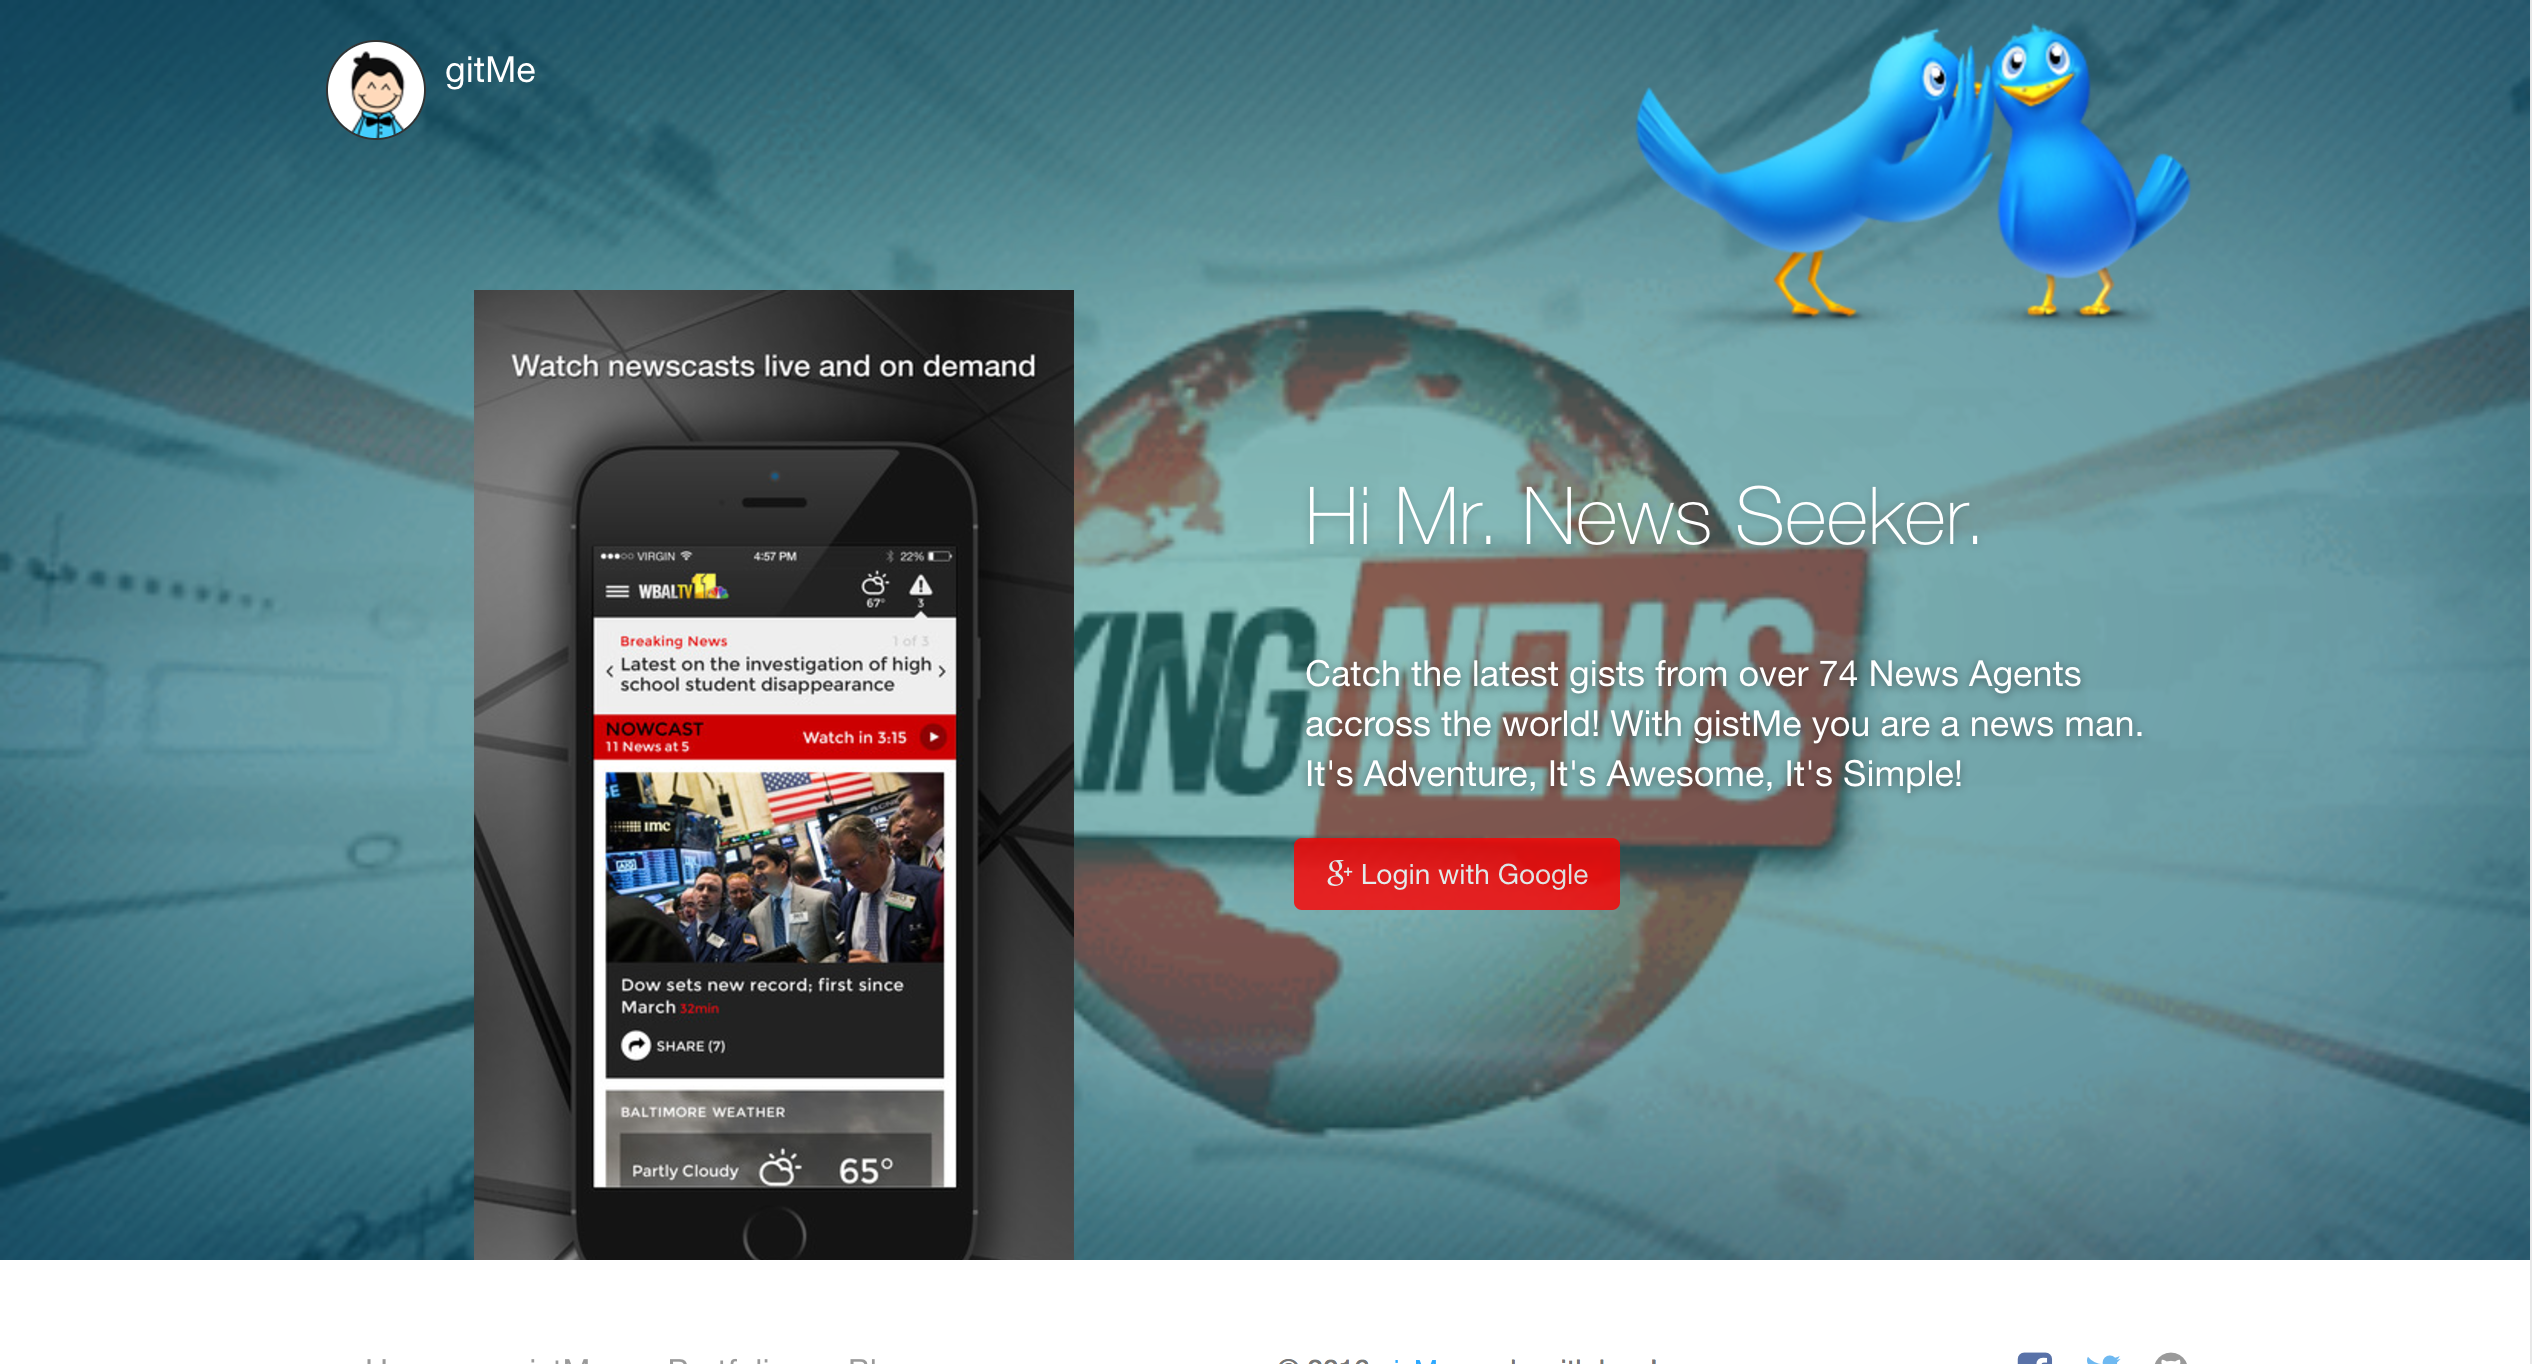 gitMe
Watch newscasts live and on demand
VIRGIN 4:57 PM 22%
WBALTV 11
67° 3
Breaking News 1 of 3
Latest on the investigation of high
school student disappearance
NOWCAST
11 News at 5
Watch in 3:15
imc
Dow sets new record; first since
March 32min
SHARE (7)
BALTIMORE WEATHER
Partly Cloudy 65°
Hi Mr. News Seeker.
KING NEWS
Catch the latest gists from over 74 News Agents
accross the world! With gistMe you are a news man.
It's Adventure, It's Awesome, It's Simple!
g+ Login with Google